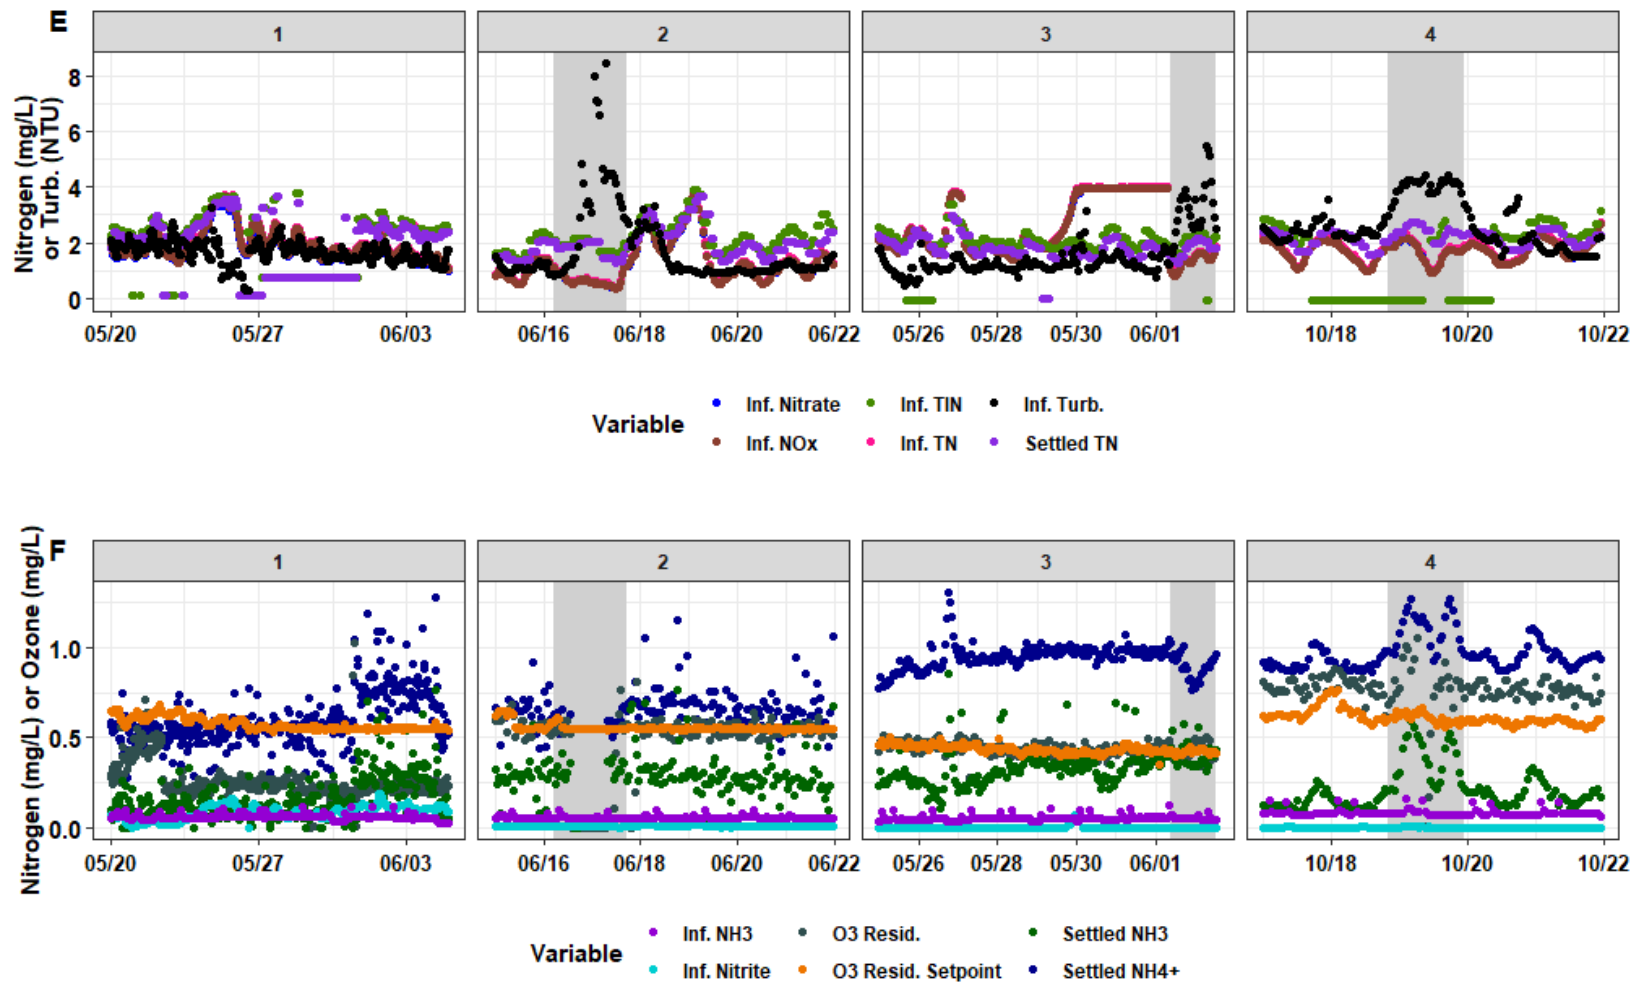 E
1 2 3 4
Nitrogen (mg/L)
or Turb. (NTU)
8
6
4
2
0
05/20 05/27 06/03 06/16 06/18 06/20 06/22 05/26 05/28 05/30 06/01 10/18 10/20 10/22
Variable
Inf. Nitrate Inf. TIN Inf. Turb.
Inf. NOx Inf. TN Settled TN
F
1 2 3 4
Nitrogen (mg/L) or Ozone (mg/L)
1.0
0.5
0.0
05/20 05/27 06/03 06/16 06/18 06/20 06/22 05/26 05/28 05/30 06/01 10/18 10/20 10/22
Variable
Inf. NH3 O3 Resid. Settled NH3
Inf. Nitrite O3 Resid. Setpoint Settled NH4+